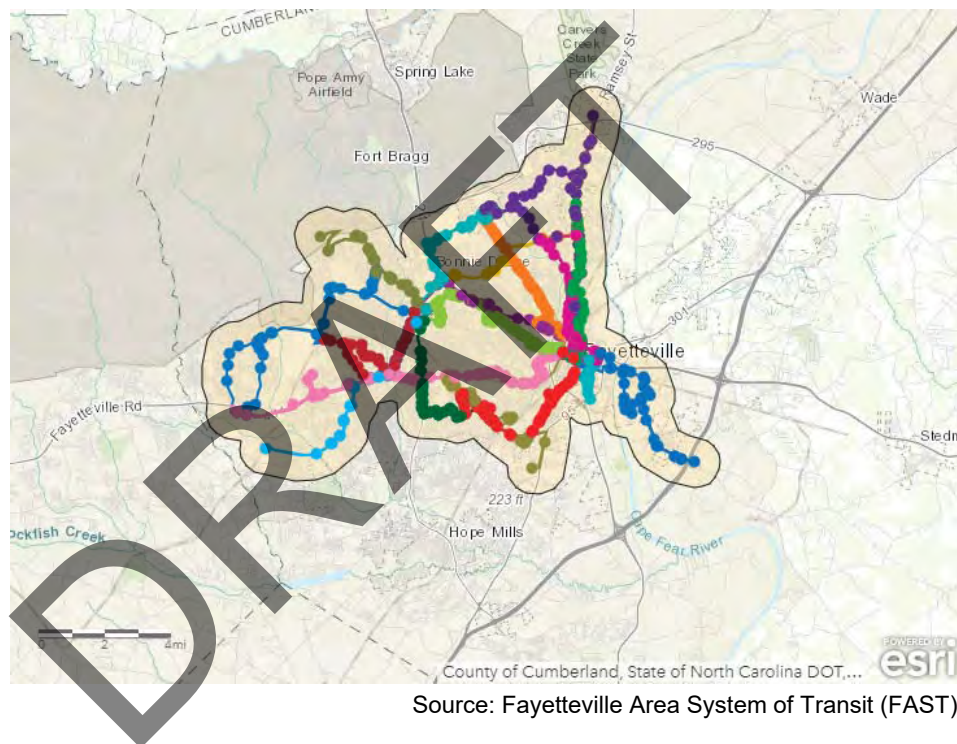 CUMBERLAN
Carvers
Creek
State
Park
Ramsey St
Pope Army
Airfield
Spring Lake
Wade
295
Fort Bragg
Bonnie D ne
301
Fayetteville
Fayetteville Rd
95
Stedm
223 ft
ockfish Creek
Hope Mills
Cape Fear River
0 2 4mi
POWERED BY
esri
County of Cumberland, State of North Carolina DOT,...
Source: Fayetteville Area System of Transit (FAST)
DRAFT